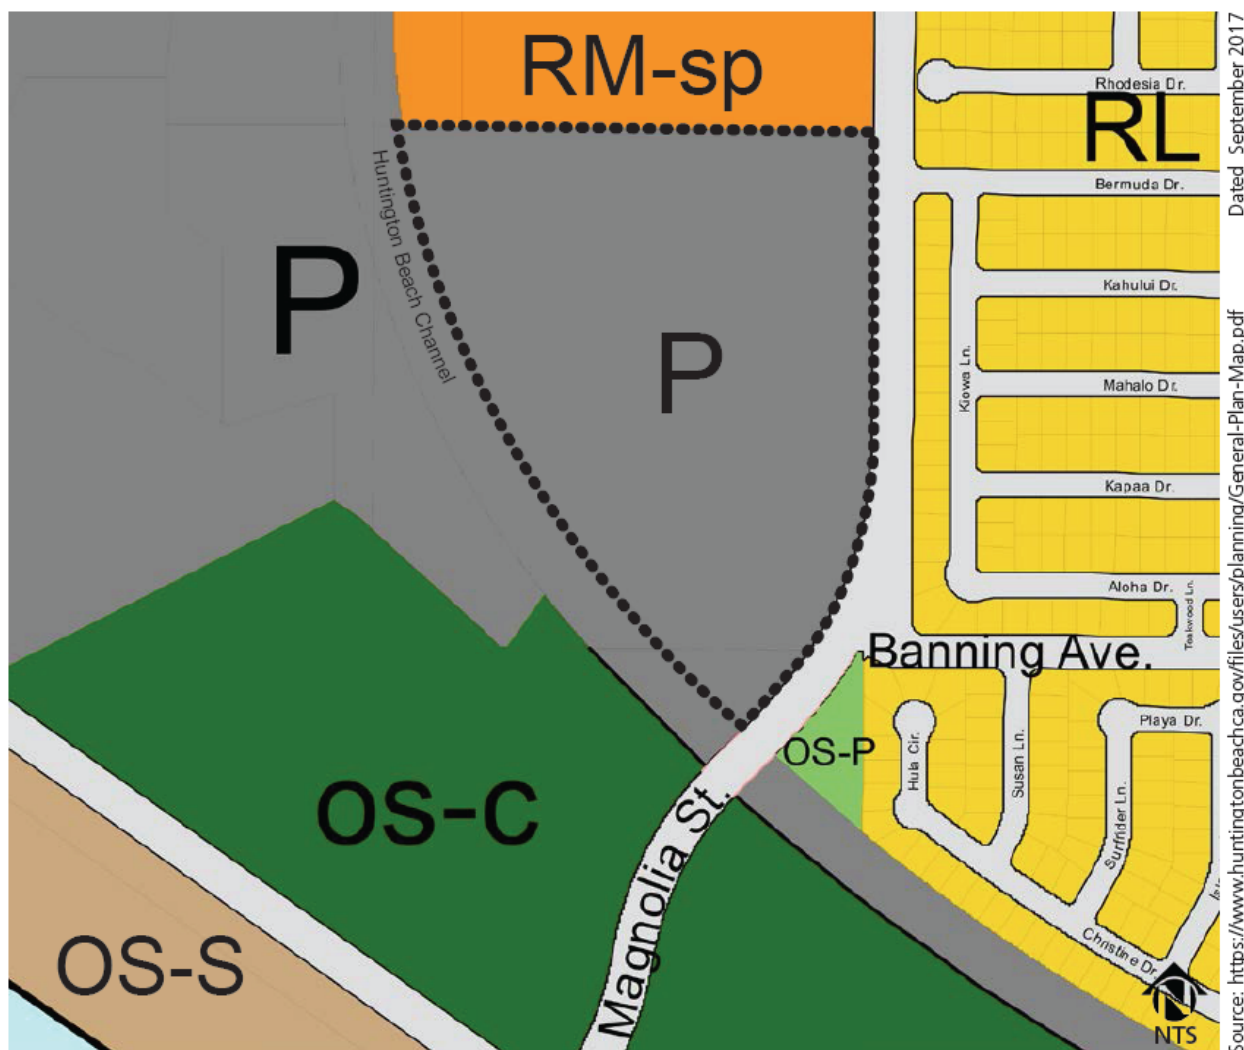 RM-sp
Rhodesia Dr.
RL
Bermuda Dr.
Huntington Beach Channel
P
P
Kahului Dr.
Kiowa Ln.
Mahalo Dr.
Kapaa Dr.
Aloha Dr.
Teakwood Ln.
Banning Ave.
OS-P
Hula Cir.
Susan Ln.
Surfrider Ln.
Playa Dr.
OS-C
Magnolia St.
Christine Dr.
OS-S
NTS
Source: https://www.huntingtonbeachca.gov/files/users/planning/General-Plan-Map.pdf Dated September 2017